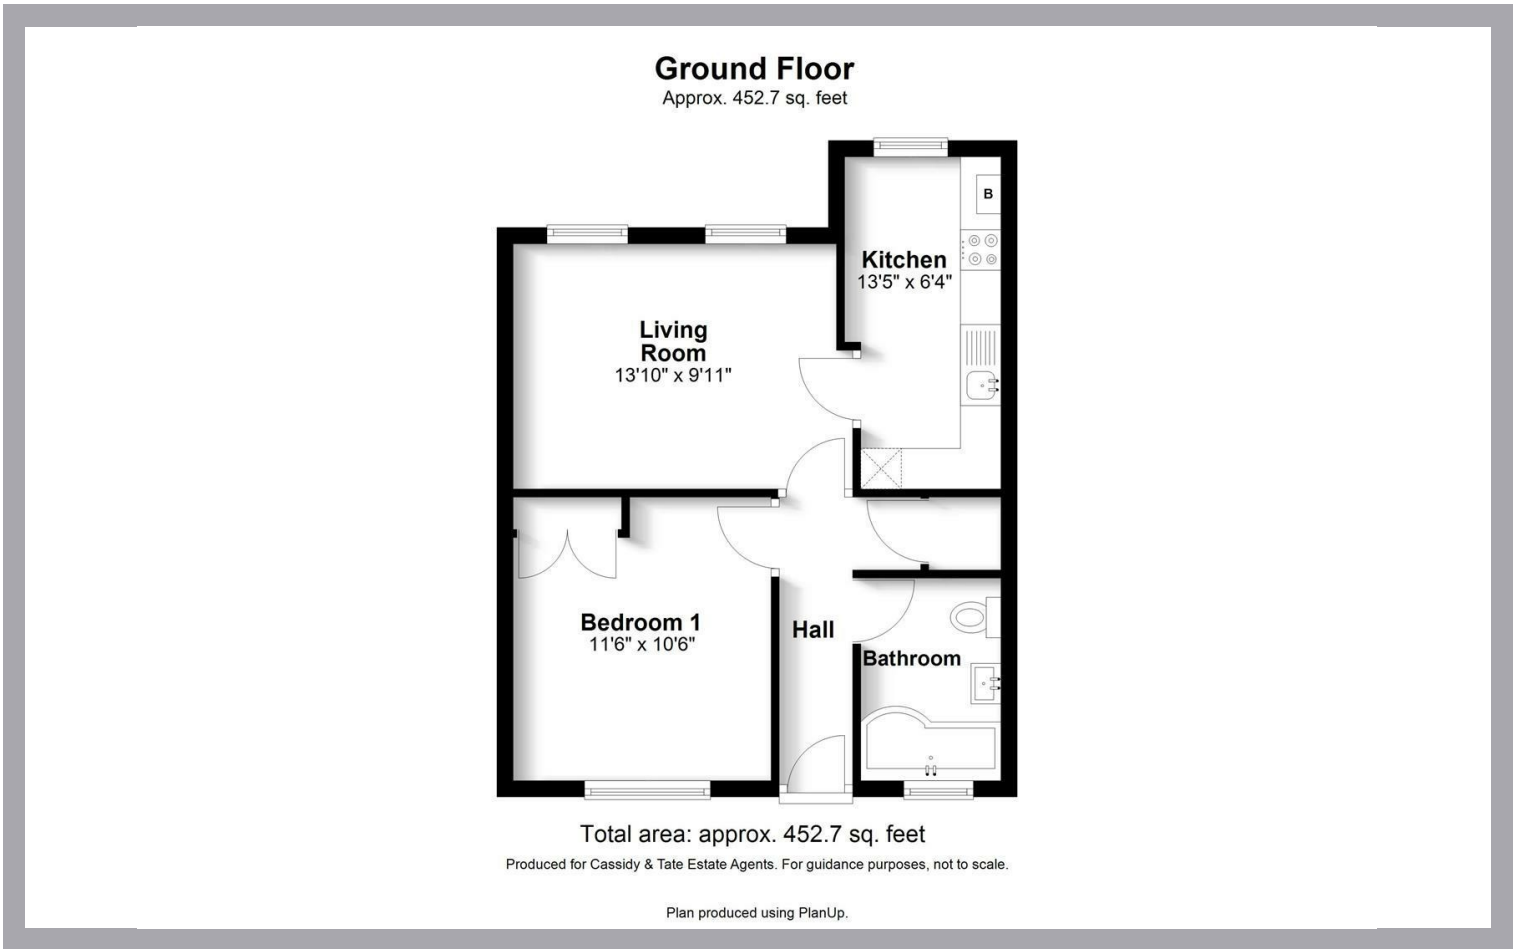 Ground Floor
Approx. 452.7 sq. feet
B
Kitchen
13'5" x 6'4"
Living
Room
13'10" x 9'11"
Bedroom 1
11'6" x 10'6"
Hall
Bathroom
Total area: approx. 452.7 sq. feet
Produced for Cassidy & Tate Estate Agents. For guidance purposes, not to scale.
Plan produced using PlanUp.